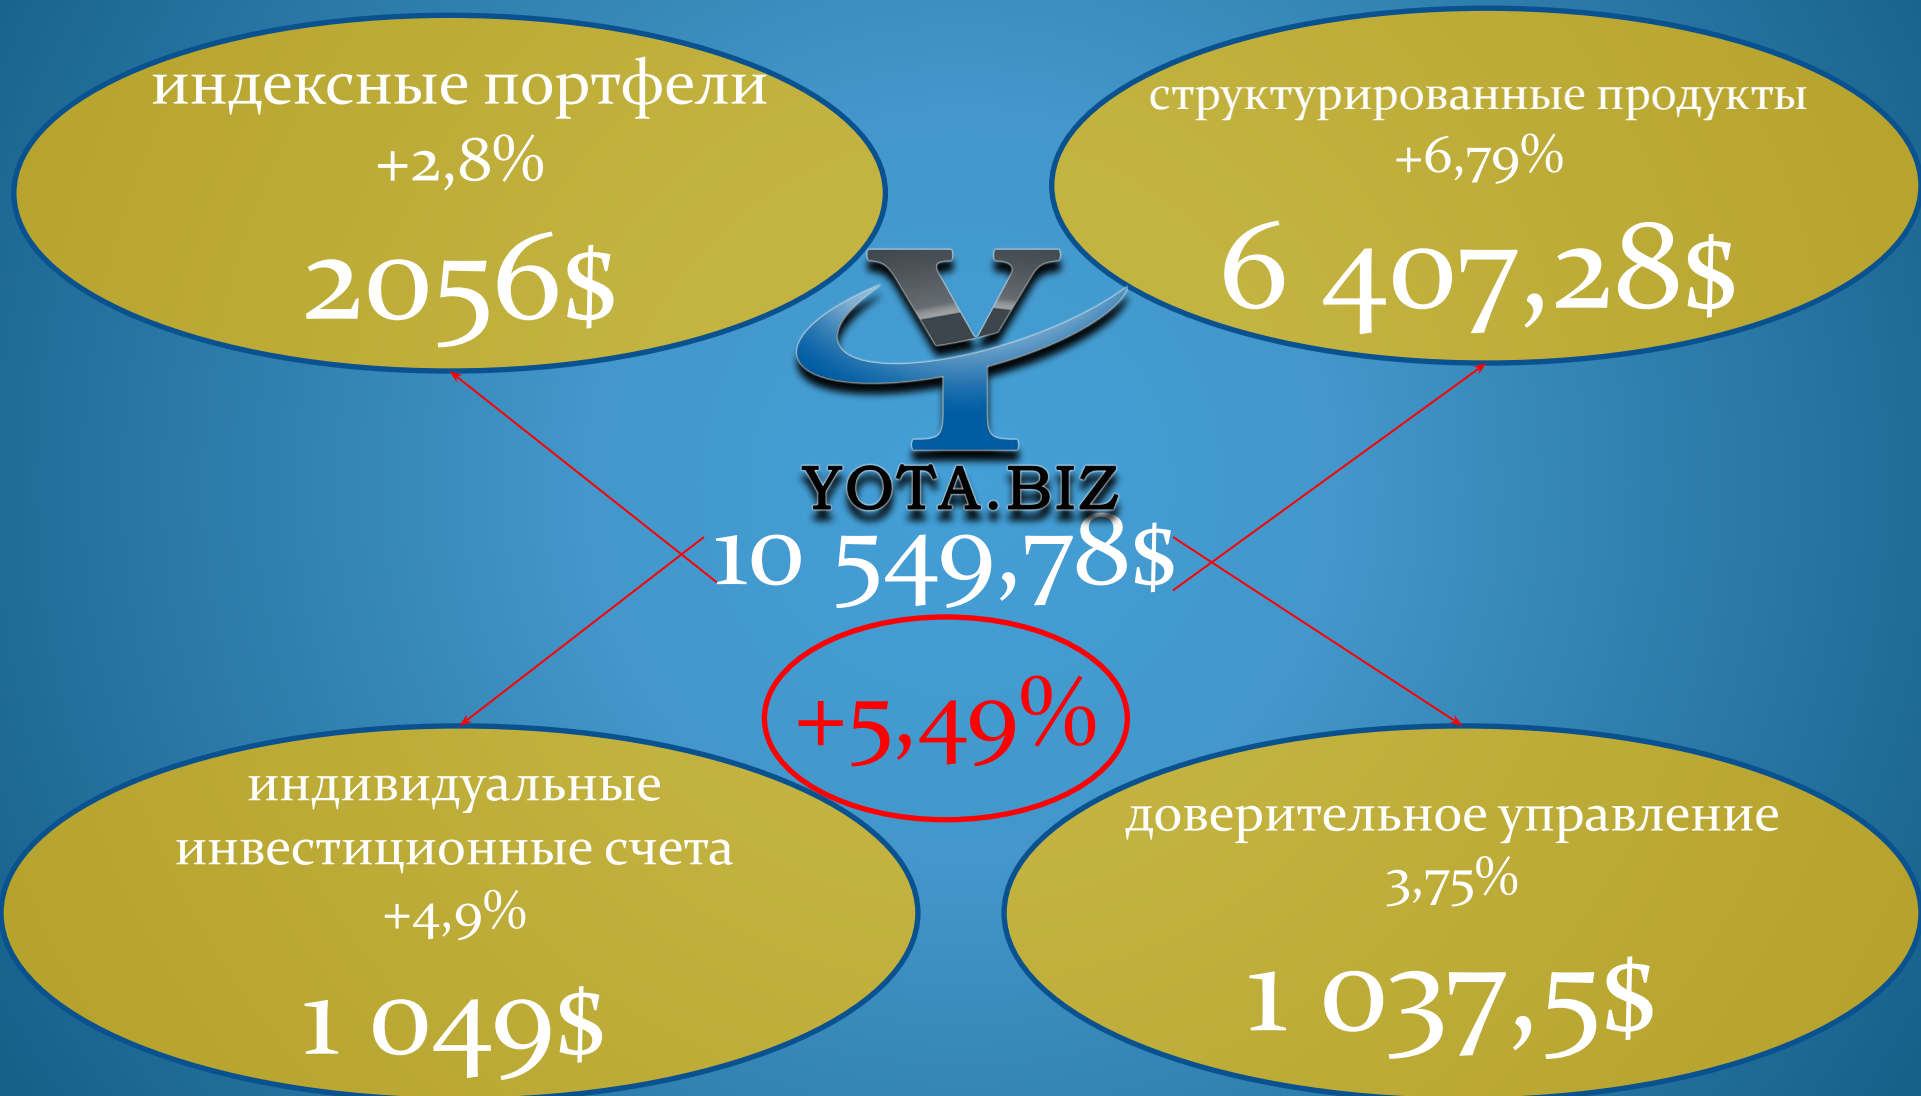 индексные портфели
+2,8%
2056$
структурированные продукты
+6,79%
6 407,28$
YOTA.BIZ
10 549,78$
+5,49%
индивидуальные
инвестиционные счета
+4,9%
1 049$
доверительное управление
3,75%
1 037,5$